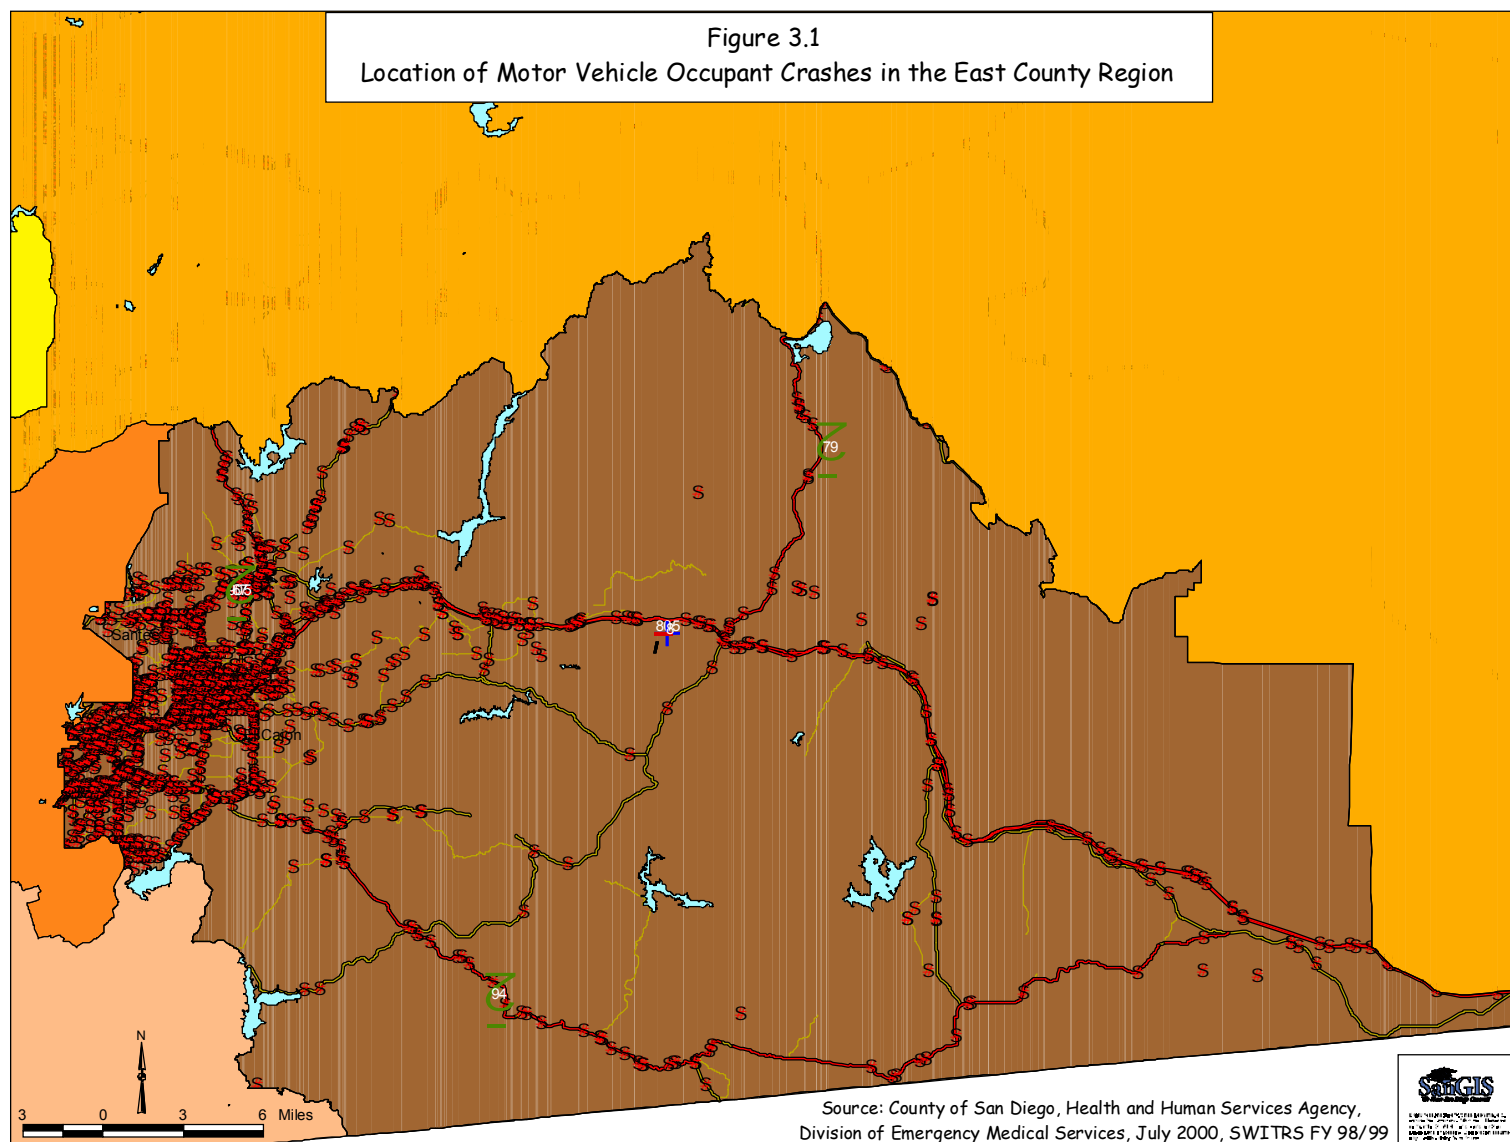 Figure 3.1
Location of Motor Vehicle Occupant Crashes in the East County Region
79
Santee
El Cajon
94
N
3 0 3 6 Miles
Source: County of San Diego, Health and Human Services Agency,
Division of Emergency Medical Services, July 2000, SWITRS FY 98/99
SanGIS